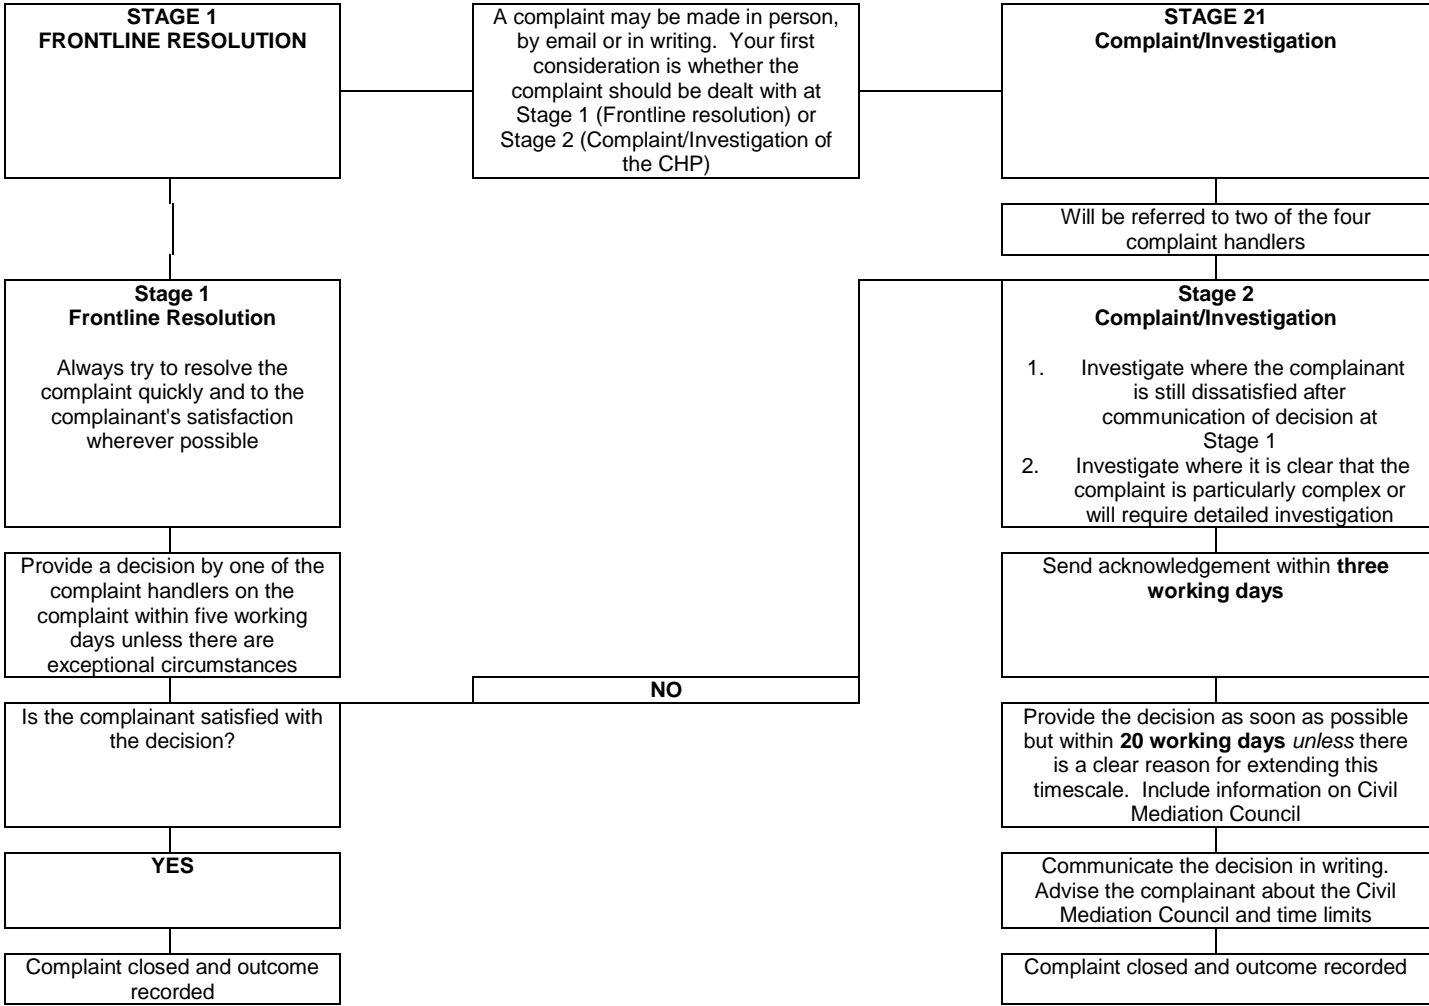 STAGE 1
FRONTLINE RESOLUTION
A complaint may be made in person,
by email or in writing. Your first
consideration is whether the
complaint should be dealt with at
Stage 1 (Frontline resolution) or
Stage 2 (Complaint/Investigation of
the CHP)
STAGE 21
Complaint/Investigation
Will be referred to two of the four
complaint handlers
Stage 1
Frontline Resolution
Always try to resolve the
complaint quickly and to the
complainant's satisfaction
wherever possible
Stage 2
Complaint/Investigation
1. Investigate where the complainant
is still dissatisfied after
communication of decision at
Stage 1
2. Investigate where it is clear that the
complaint is particularly complex or
will require detailed investigation
Provide a decision by one of the
complaint handlers on the
complaint within five working
days unless there are
exceptional circumstances
Send acknowledgement within three
working days
NO
Is the complainant satisfied with
the decision?
Provide the decision as soon as possible
but within 20 working days unless there
is a clear reason for extending this
timescale. Include information on Civil
Mediation Council
YES
Communicate the decision in writing.
Advise the complainant about the Civil
Mediation Council and time limits
Complaint closed and outcome
recorded
Complaint closed and outcome recorded